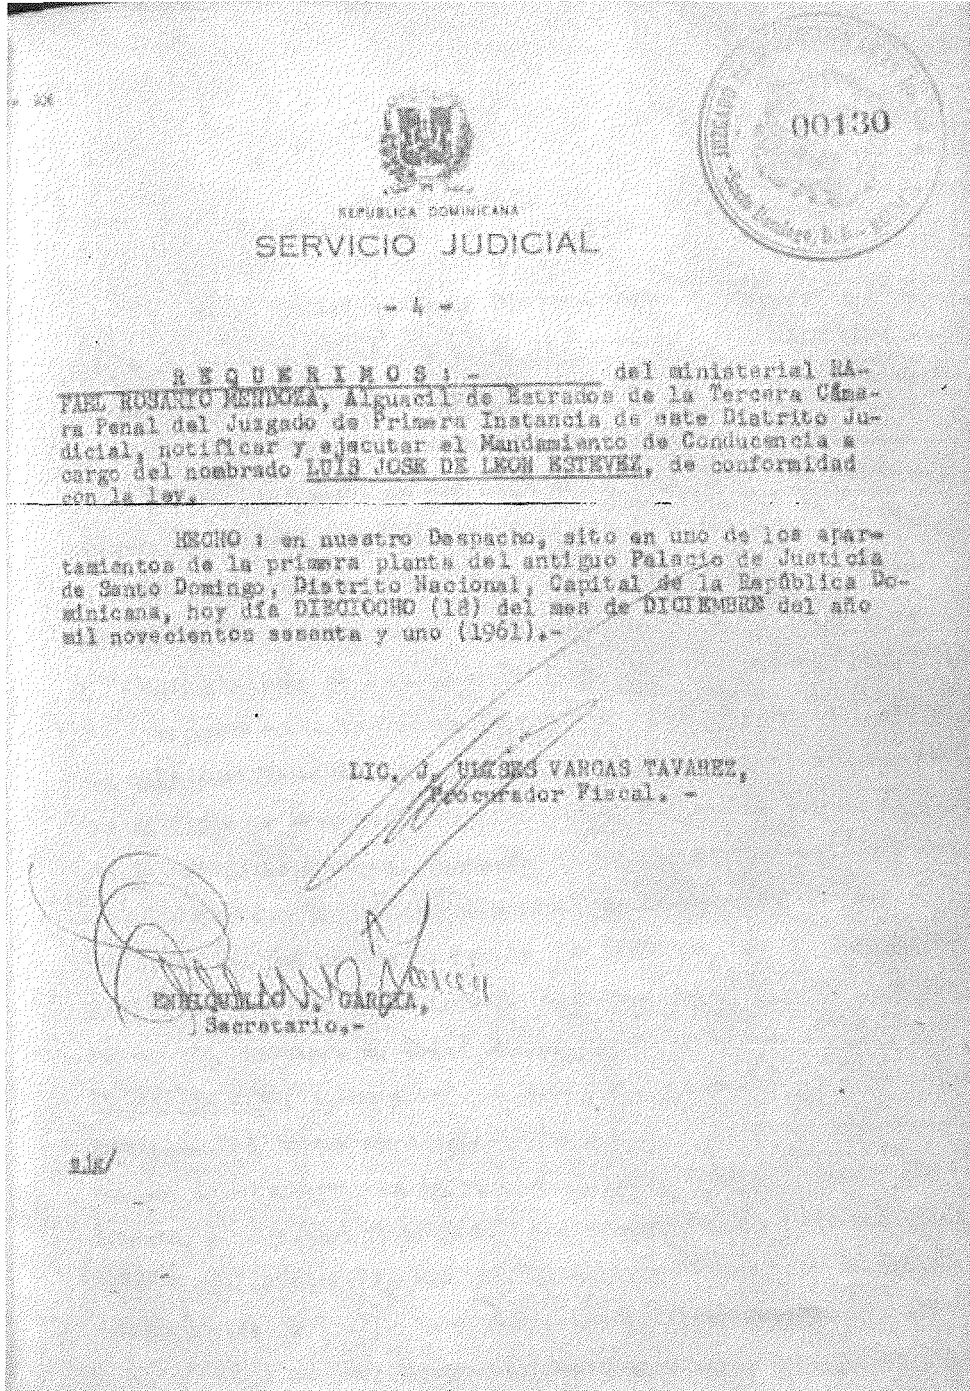 00130
REPUBLICA DOMINICANA
SERVICIO JUDICIAL
- 4 -
R E Q U E R I M O S : - del ministerial RA-
FAEL ROSARIO MENDOZA, Alguacil de Estrados de la Tercera Cáma-
ra Penal del Juzgado de Primera Instancia de este Distrito Ju-
dicial, notificar y ejecutar el Mandamiento de Conducencia a
cargo del nombrado LUIS JOSE DE LEON ESTEVEZ, de conformidad
con la ley.
HECHO : en nuestro Despacho, sito en uno de los apar-
tamientos de la primera planta del antiguo Palacio de Justicia
de Santo Domingo, Distrito Nacional, Capital de la República Do-
minicana, hoy día DIECIOCHO (18) del mes de DICIEMBRE del año
mil novecientos sesenta y uno (1961).-
LIC. J. ULISES VARGAS TAVAREZ,
Procurador Fiscal. -
ENRIQUILLO GARCIA,
Secretario.-